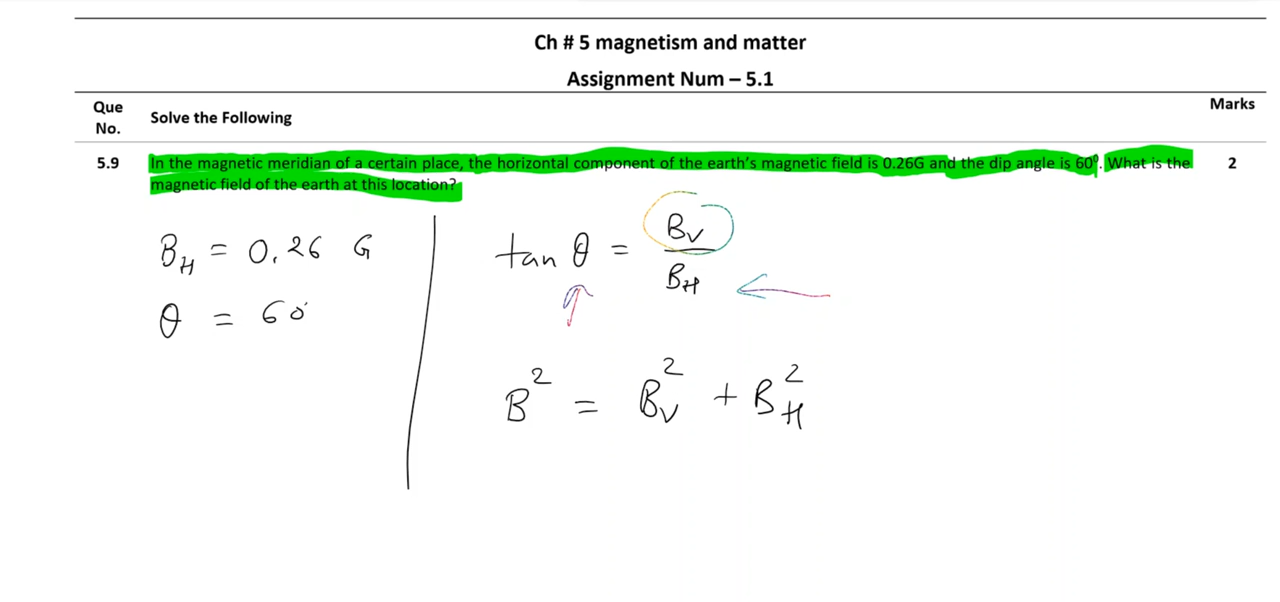 Ch # 5 magnetism and matter
Assignment Num – 5.1
Que No. Solve the Following Marks
5.9 In the magnetic meridian of a certain place, the horizontal component of the earth's magnetic field is 0.26G and the dip angle is 60⁰. What is the 2
magnetic field of the earth at this location?
B_H = 0.26 G
θ = 60°
tan θ = B_V / B_H
B² = B_V² + B_H²